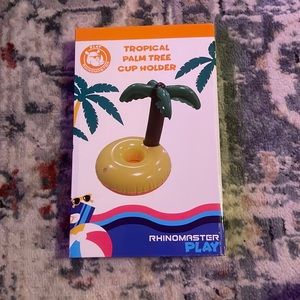 TROPICAL
PALM TREE
CUP HOLDER
RHINOMASTER
PLAY